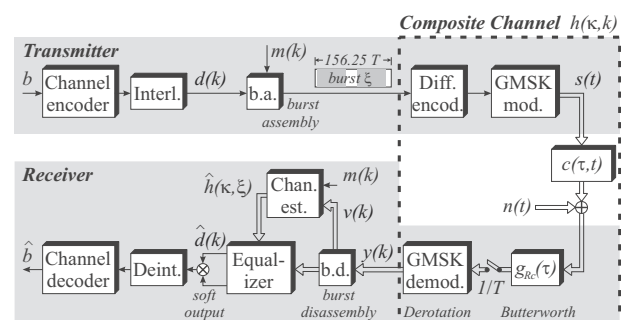 Composite Channel h(κ,k)
Transmitter
m(k)
156.25 T
b
Channel encoder
Interl.
d(k)
b.a.
burst ξ
burst assembly
Diff. encod.
GMSK mod.
s(t)
c(τ,t)
n(t)
Receiver
ĥ(κ,ξ)
Chan. est.
m(k)
v(k)
b̂
Channel decoder
Deint.
d̂(k)
soft output
Equal-
izer
b.d.
burst disassembly
y(k)
GMSK demod.
1/T
g_Rc(τ)
Derotation
Butterworth